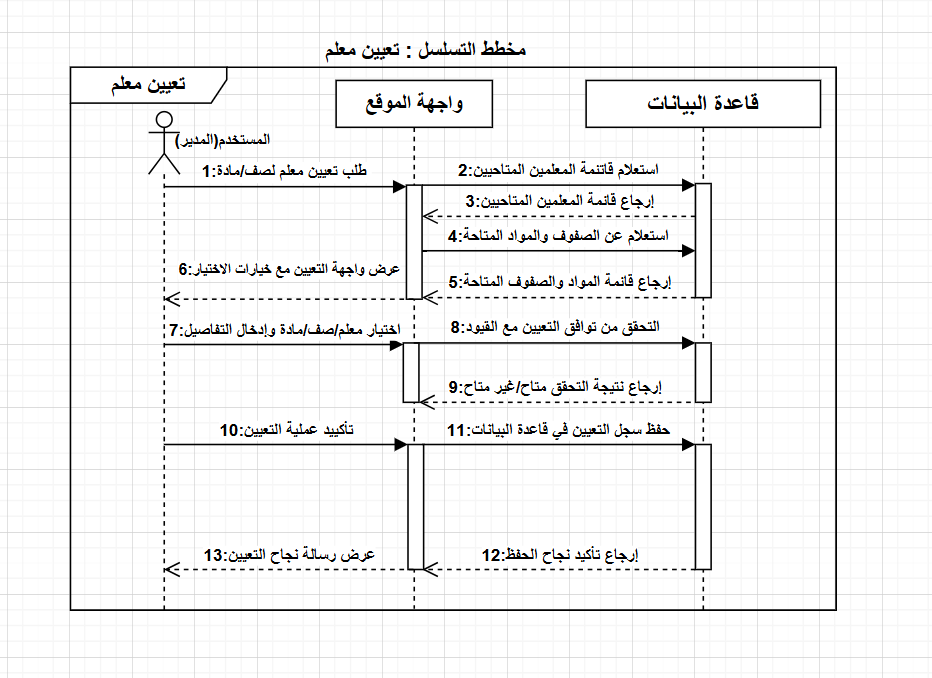 مخطط التسلسل : تعيين معلم
تعيين معلم
واجهة الموقع
قاعدة البيانات
المستخدم(المدير)
1:طلب تعيين معلم لصف/مادة
2:استعلام قاتنمة المعلمين المتاحيين
3:إرجاع قائمة المعلمين المتاحيين
4:استعلام عن الصفوف والمواد المتاحة
5:إرجاع قائمة المواد والصفوف المتاحة
6:عرض واجهة التعيين مع خيارات الاختيار
7:اختيار معلم/صف/مادة وإدخال التفاصيل
8:التحقق من توافق التعيين مع القيود
9:إرجاع نتيجة التحقق متاح/غير متاح
10:تأكييد عملية التعيين
11:حفظ سجل التعيين في قاعدة البيانات
12:إرجاع تأكيد نجاح الحفظ
13:عرض رسالة نجاح التعيين